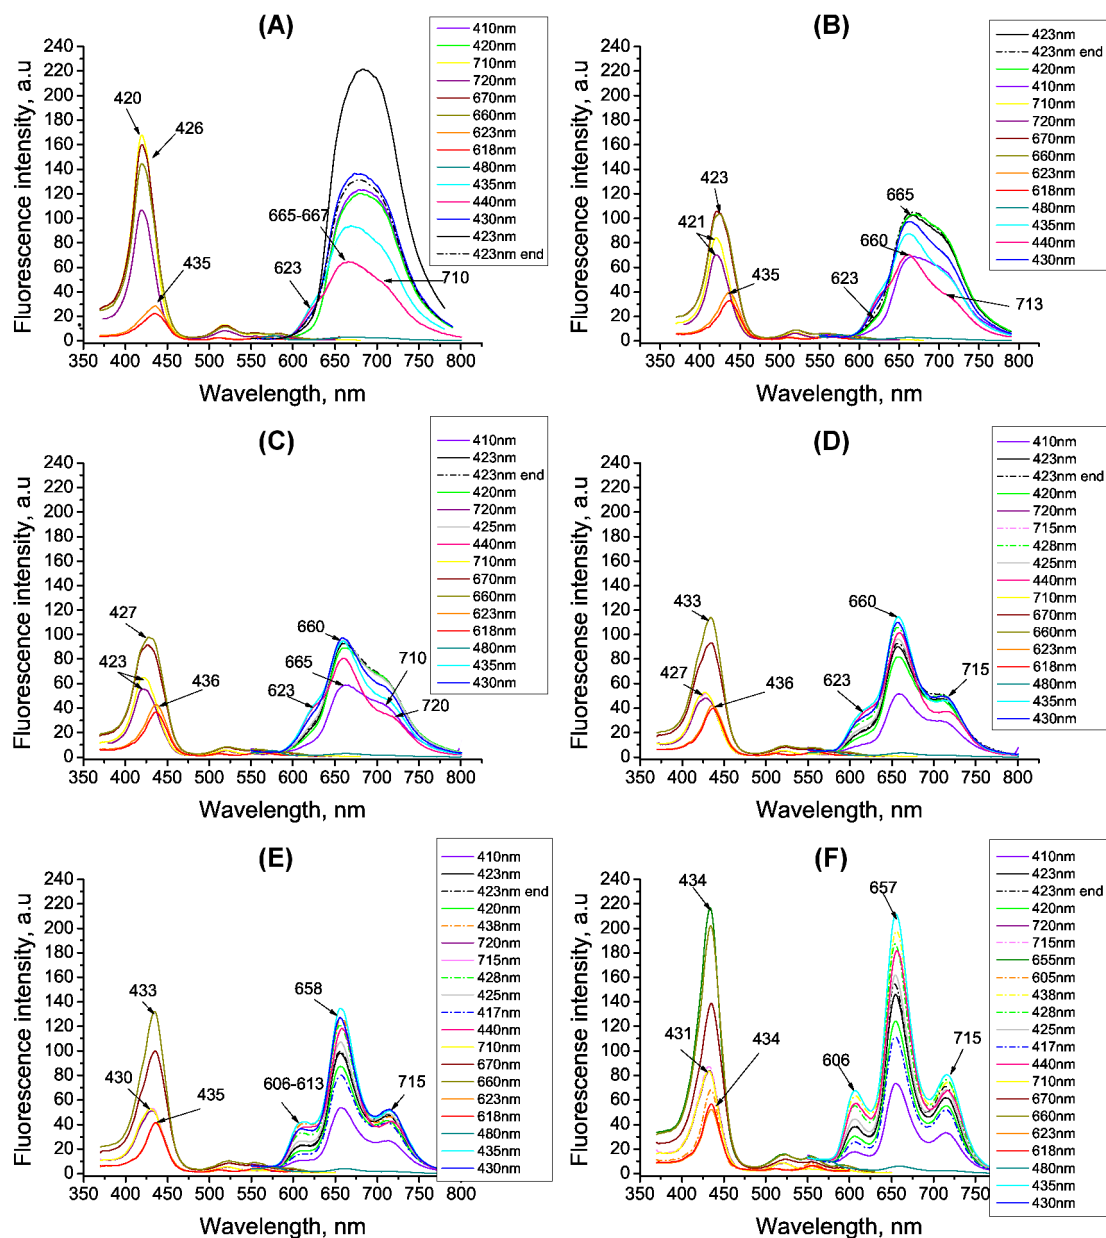 (A)
410nm
420nm
710nm
720nm
670nm
660nm
623nm
618nm
480nm
435nm
440nm
430nm
423nm
423nm end
Fluorescence intensity, a.u
240
220
200
180
160
140
120
100
80
60
40
20
0
420
426
435
665-667
623
710
350 400 450 500 550 600 650 700 750 800
Wavelength, nm
(B)
423nm
423nm end
420nm
410nm
710nm
720nm
670nm
660nm
623nm
618nm
480nm
435nm
440nm
430nm
Fluorescence intensity, a.u
240
220
200
180
160
140
120
100
80
60
40
20
0
423
421
435
665
660
623
713
350 400 450 500 550 600 650 700 750 800
Wavelength, nm
(C)
410nm
423nm
423nm end
420nm
720nm
425nm
440nm
710nm
670nm
660nm
623nm
618nm
480nm
435nm
430nm
Fluorescence intensity, a.u
240
220
200
180
160
140
120
100
80
60
40
20
0
427
423
436
660
665
623
710
720
350 400 450 500 550 600 650 700 750 800
Wavelength, nm
(D)
410nm
423nm
423nm end
420nm
720nm
715nm
428nm
425nm
440nm
710nm
670nm
660nm
623nm
618nm
480nm
435nm
430nm
Fluorescense intensity, a.u
240
220
200
180
160
140
120
100
80
60
40
20
0
433
427
436
660
623
715
350 400 450 500 550 600 650 700 750 800
Wavelength, nm
(E)
410nm
423nm
423nm end
420nm
438nm
720nm
715nm
428nm
425nm
417nm
440nm
710nm
670nm
660nm
623nm
618nm
480nm
435nm
430nm
Fluorescence intensity, a.u
240
220
200
180
160
140
120
100
80
60
40
20
0
433
430
435
658
606-613
715
350 400 450 500 550 600 650 700 750 800
Wavelength, nm
(F)
410nm
423nm
423nm end
420nm
720nm
715nm
655nm
605nm
438nm
428nm
425nm
417nm
440nm
710nm
670nm
660nm
623nm
618nm
480nm
435nm
430nm
Fluorescense intensity, a.u
240
220
200
180
160
140
120
100
80
60
40
20
0
434
431
434
657
606
715
350 400 450 500 550 600 650 700 750 800
Wavelength, nm